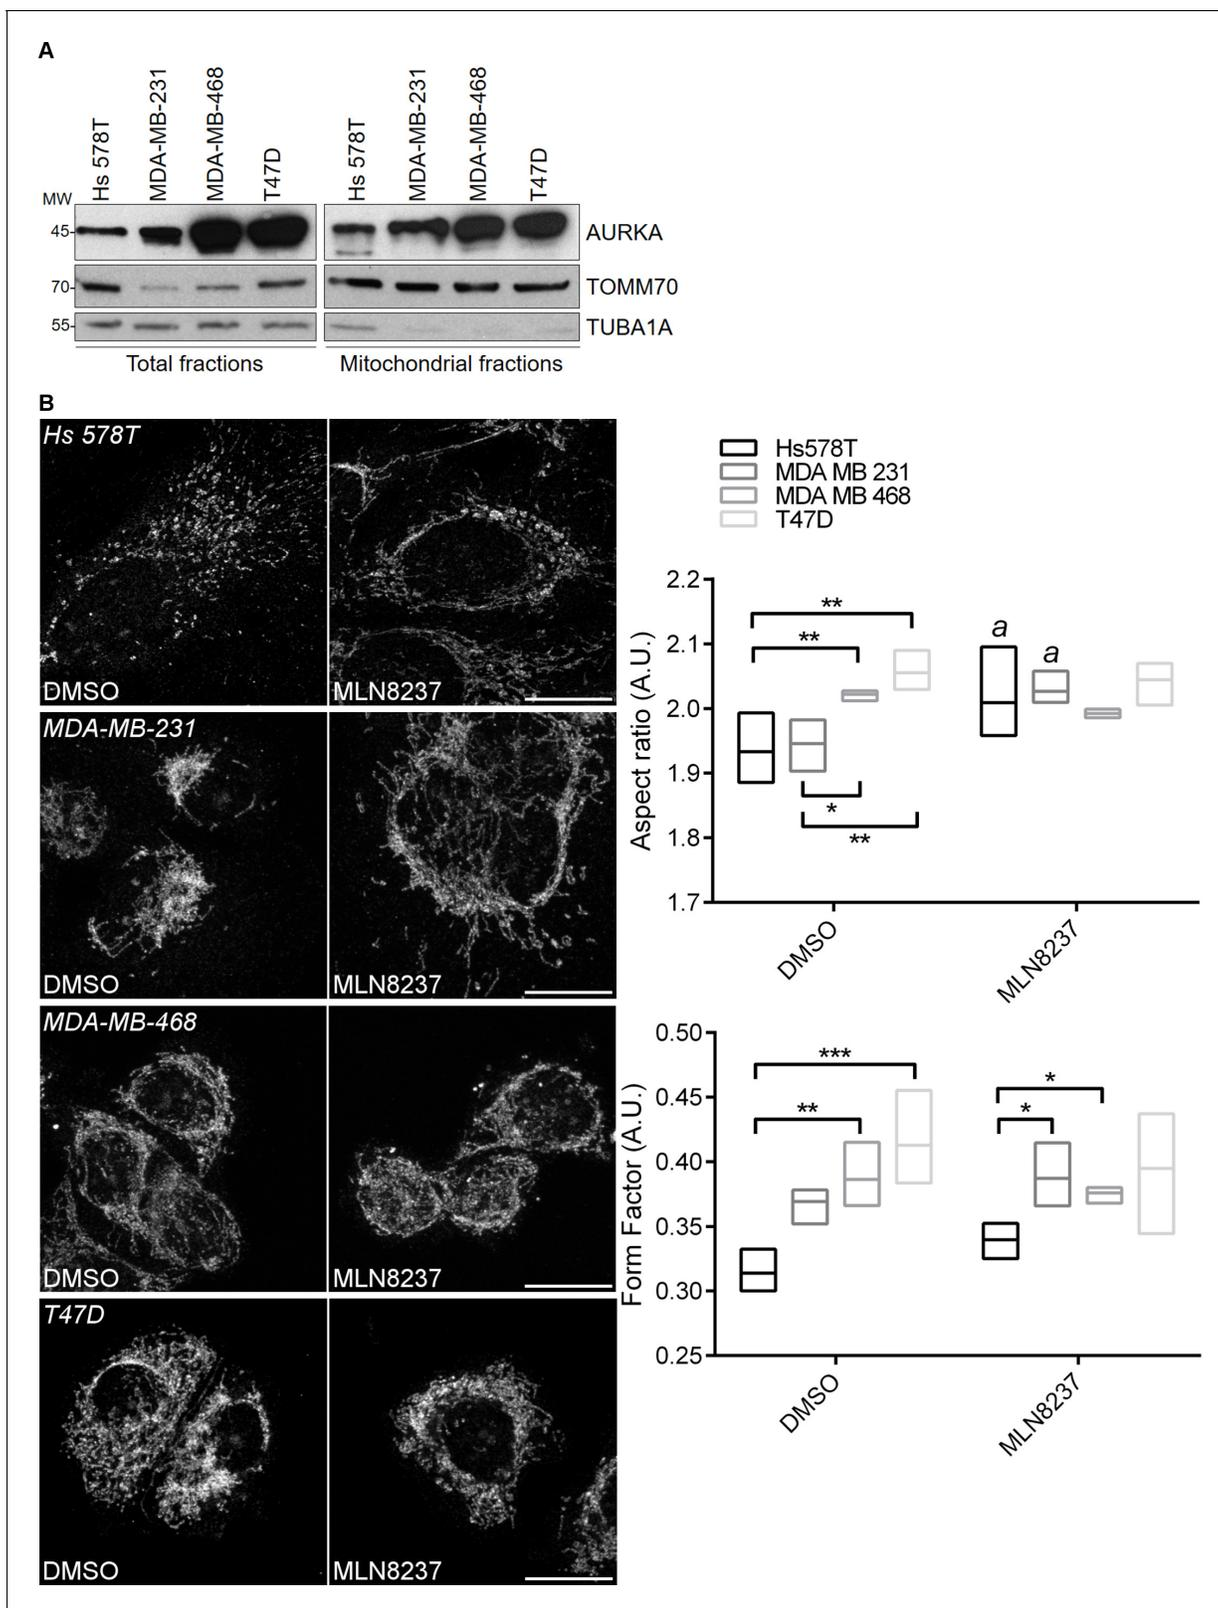 A
Hs 578T
MDA-MB-231
MDA-MB-468
T47D
Hs 578T
MDA-MB-231
MDA-MB-468
T47D
MW
45-
AURKA
70-
TOMM70
55-
TUBA1A
Total fractions
Mitochondrial fractions
B
Hs 578T
DMSO
MLN8237
MDA-MB-231
DMSO
MLN8237
MDA-MB-468
DMSO
MLN8237
T47D
DMSO
MLN8237
Hs578T
MDA MB 231
MDA MB 468
T47D
Aspect ratio (A.U.)
2.2
2.1
2.0
1.9
1.8
1.7
**
**
*
**
a
a
DMSO
MLN8237
Form Factor (A.U.)
0.50
0.45
0.40
0.35
0.30
0.25
***
**
*
*
DMSO
MLN8237